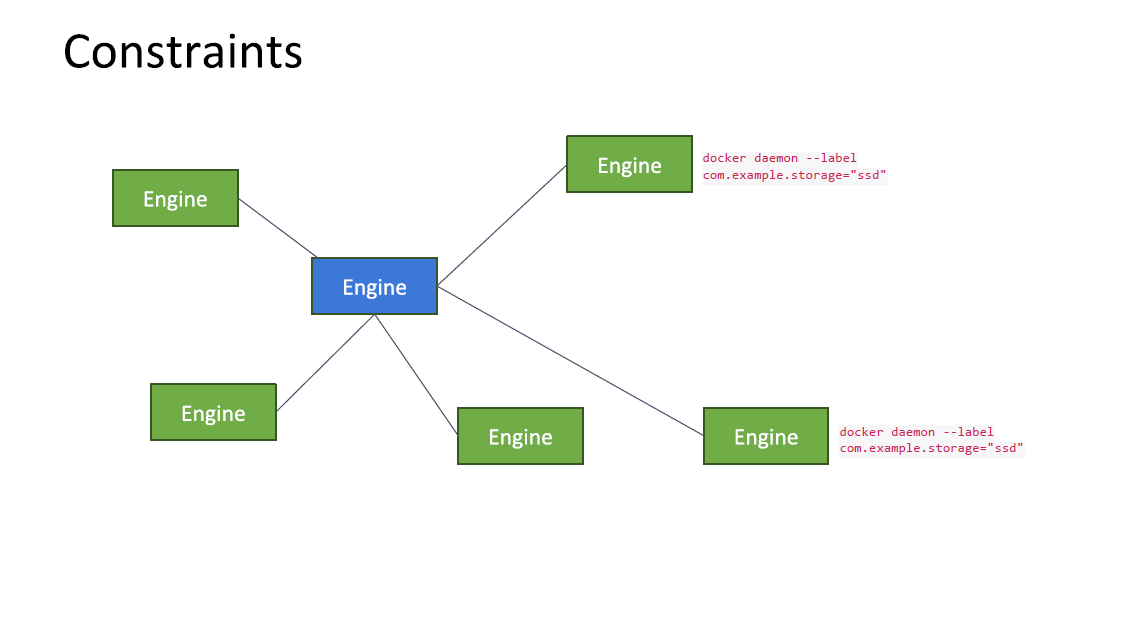 Constraints
Engine
docker daemon --label
com.example.storage="ssd"
Engine
Engine
Engine
Engine
Engine
docker daemon --label
com.example.storage="ssd"